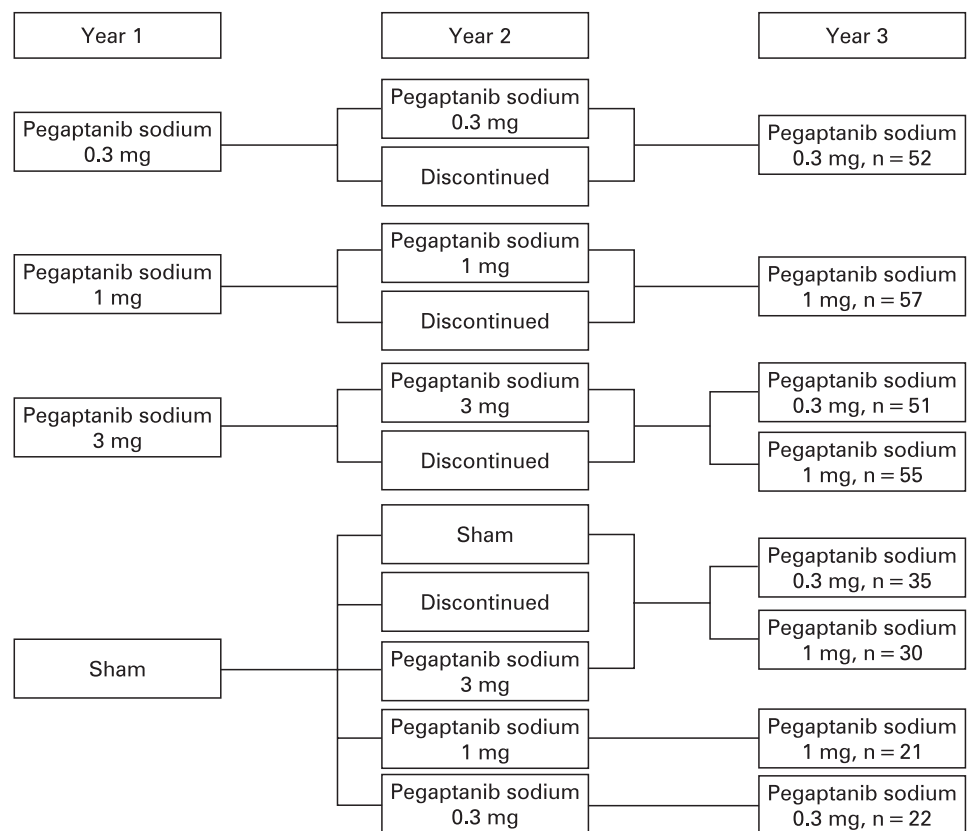 Year 1
Year 2
Year 3
Pegaptanib sodium
0.3 mg
Pegaptanib sodium
0.3 mg
Discontinued
Pegaptanib sodium
0.3 mg, n = 52
Pegaptanib sodium
1 mg
Pegaptanib sodium
1 mg
Discontinued
Pegaptanib sodium
1 mg, n = 57
Pegaptanib sodium
3 mg
Pegaptanib sodium
3 mg
Discontinued
Pegaptanib sodium
0.3 mg, n = 51
Pegaptanib sodium
1 mg, n = 55
Sham
Sham
Discontinued
Pegaptanib sodium
3 mg
Pegaptanib sodium
1 mg
Pegaptanib sodium
0.3 mg
Pegaptanib sodium
0.3 mg, n = 35
Pegaptanib sodium
1 mg, n = 30
Pegaptanib sodium
1 mg, n = 21
Pegaptanib sodium
0.3 mg, n = 22